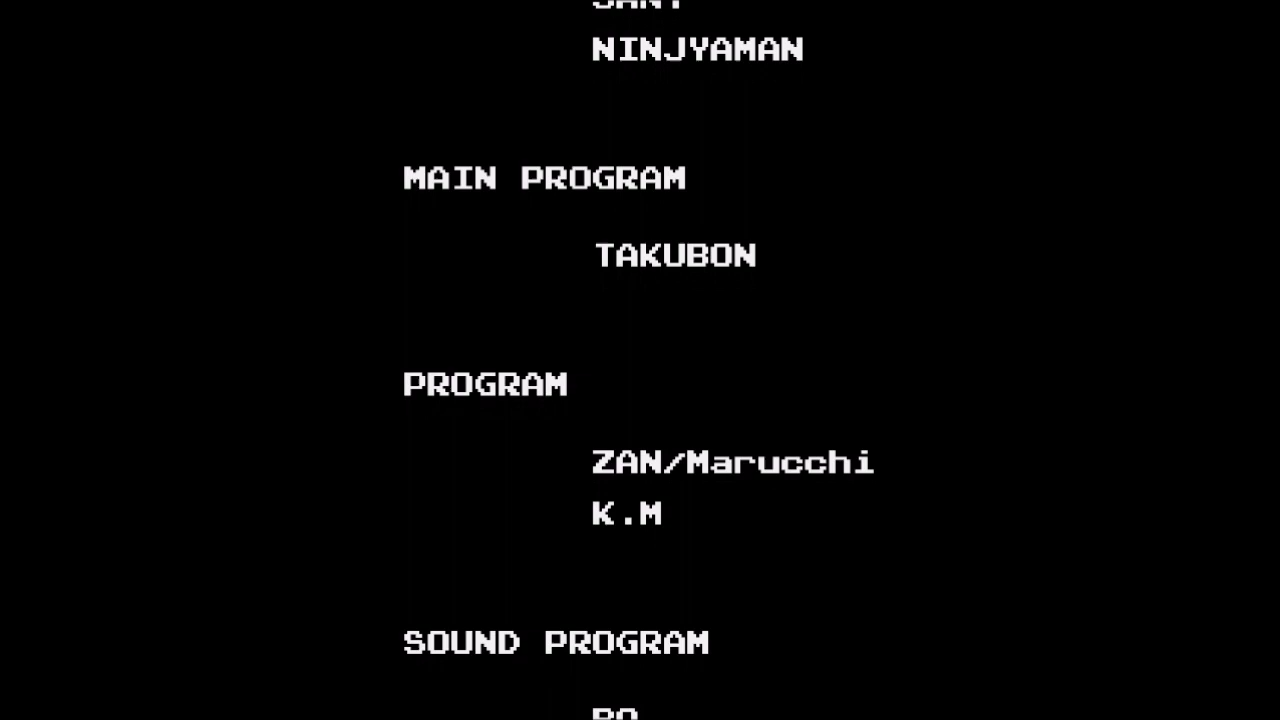 NINJYAMAN
MAIN PROGRAM
TAKUBON
PROGRAM
ZAN/Marucchi
K.M
SOUND PROGRAM